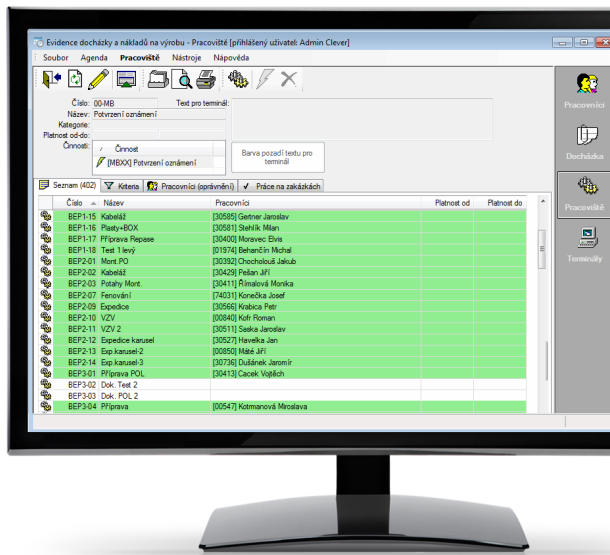 Evidence docházky a nákladů na výrobu - Pracoviště [přihlášený uživatel: Admin Clever]
Soubor Agenda Pracoviště Nástroje Nápověda
Číslo: 00-MB Text pro terminál:
Název: Potvrzení oznámení
Kategorie:
Platnost od-do:
Činnosti: Činnost
[MBXX] Potvrzení oznámení
Barva pozadí textu pro
terminál
Seznam (402) Kriteria Pracovníci (oprávnění) Práce na zakázkách
Číslo Název Pracovníci Platnost od Platnost do
BEP1-15 Kabeláž [30585] Gertner Jaroslav
BEP1-16 Plasty+BOX [30581] Stehlík Milan
BEP1-17 Příprava Repase [30400] Moravec Elvis
BEP1-18 Test 1levý [01974] Behančin Michal
BEP2-01 Mont.PO [30392] Chocholouš Jakub
BEP2-02 Kabeláž [30429] Pešan Jiří
BEP2-03 Potahy Mont. [30411] Římalová Monika
BEP2-07 Fenování [74031] Konečka Josef
BEP2-09 Expedice [30566] Krabica Petr
BEP2-10 VZV [00840] Kofr Roman
BEP2-11 VZV 2 [30511] Saska Jaroslav
BEP2-12 Expedice karusel [30527] Havelka Jan
BEP2-13 Exp.karusel-2 [00850] Máté Jiří
BEP2-14 Exp.karusel-3 [30736] Dušánek Jaromír
BEP3-01 Příprava POL [30413] Cacek Vojtěch
BEP3-02 Dok. Test 2
BEP3-03 Dok. POL 2
BEP3-04 Příprava [00547] Kotmanová Miroslava
Pracovníci
Docházka
Pracoviště
Terminály